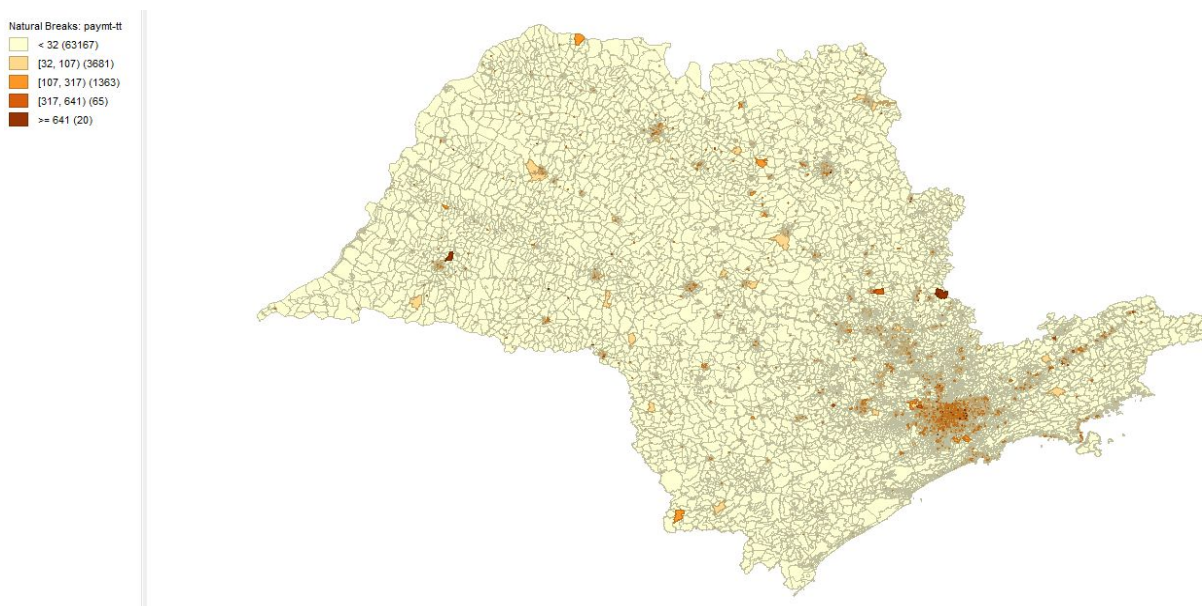 Natural Breaks: paymt-tt
< 32 (63167)
[32, 107) (3681)
[107, 317) (1363)
[317, 641) (65)
>= 641 (20)